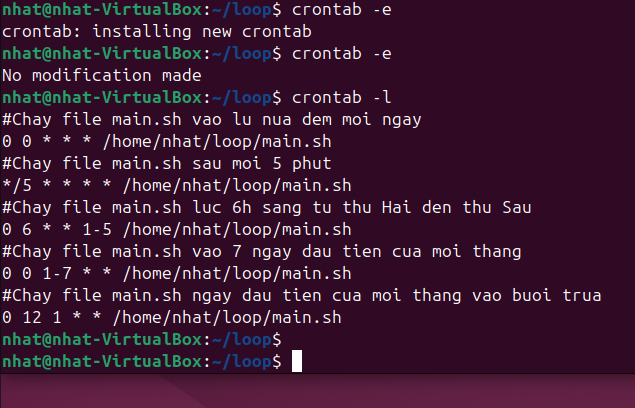 nhat@nhat-VirtualBox:~/loop$ crontab -e
crontab: installing new crontab
nhat@nhat-VirtualBox:~/loop$ crontab -e
No modification made
nhat@nhat-VirtualBox:~/loop$ crontab -l
#Chay file main.sh vao lu nua dem moi ngay
0 0 * * * /home/nhat/loop/main.sh
#Chay file main.sh sau moi 5 phut
*/5 * * * * /home/nhat/loop/main.sh
#Chay file main.sh luc 6h sang tu thu Hai den thu Sau
0 6 * * 1-5 /home/nhat/loop/main.sh
#Chay file main.sh vao 7 ngay dau tien cua moi thang
0 0 1-7 * * /home/nhat/loop/main.sh
#Chay file main.sh ngay dau tien cua moi thang vao buoi trua
0 12 1 * * /home/nhat/loop/main.sh
nhat@nhat-VirtualBox:~/loop$
nhat@nhat-VirtualBox:~/loop$